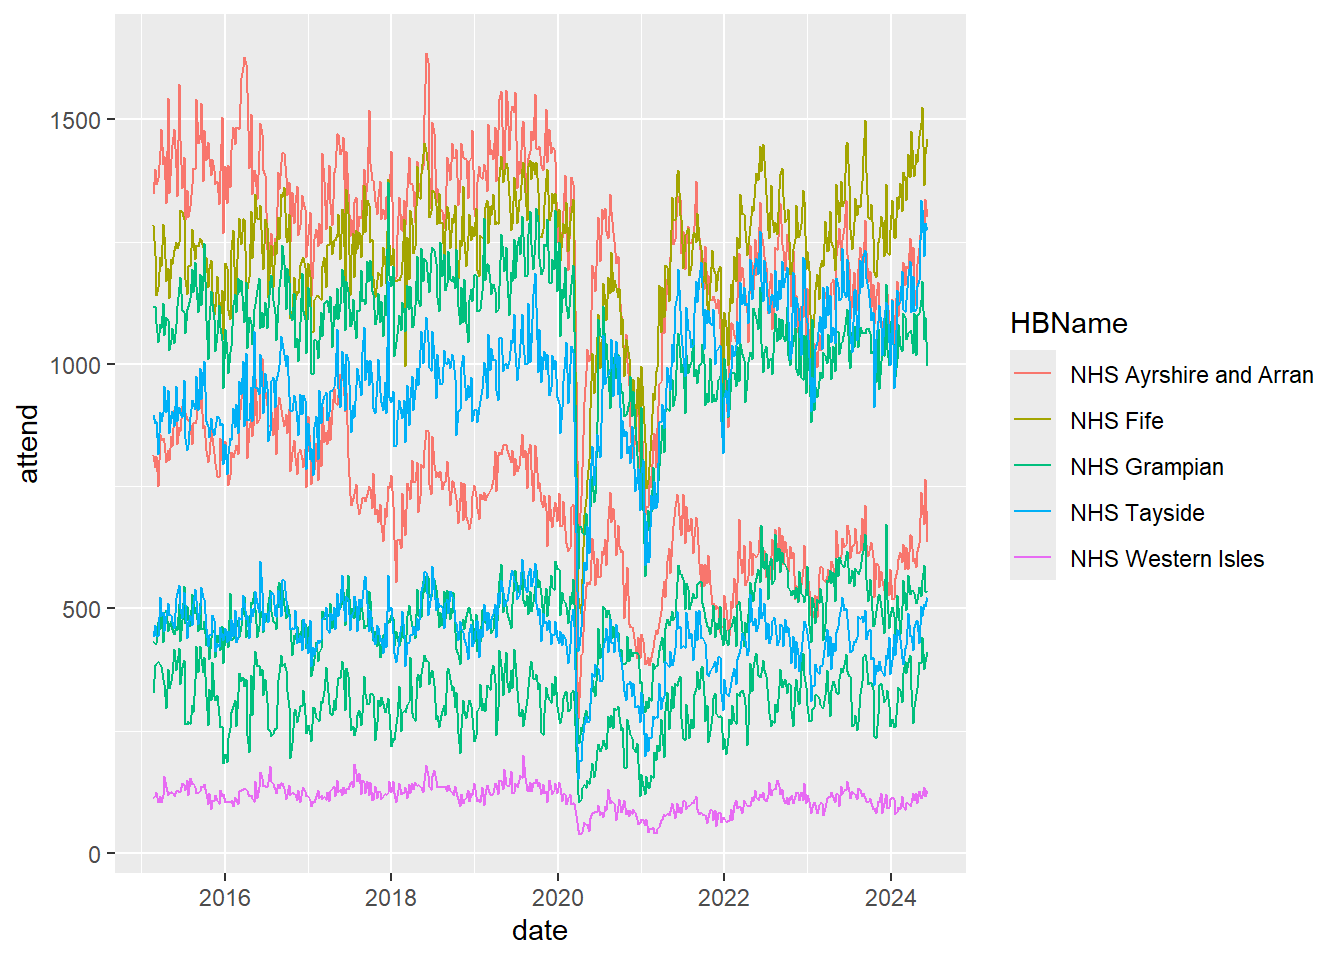 attend
1500
1000
500
0
2016 2018 2020 2022 2024
date
HBName
NHS Ayrshire and Arran
NHS Fife
NHS Grampian
NHS Tayside
NHS Western Isles